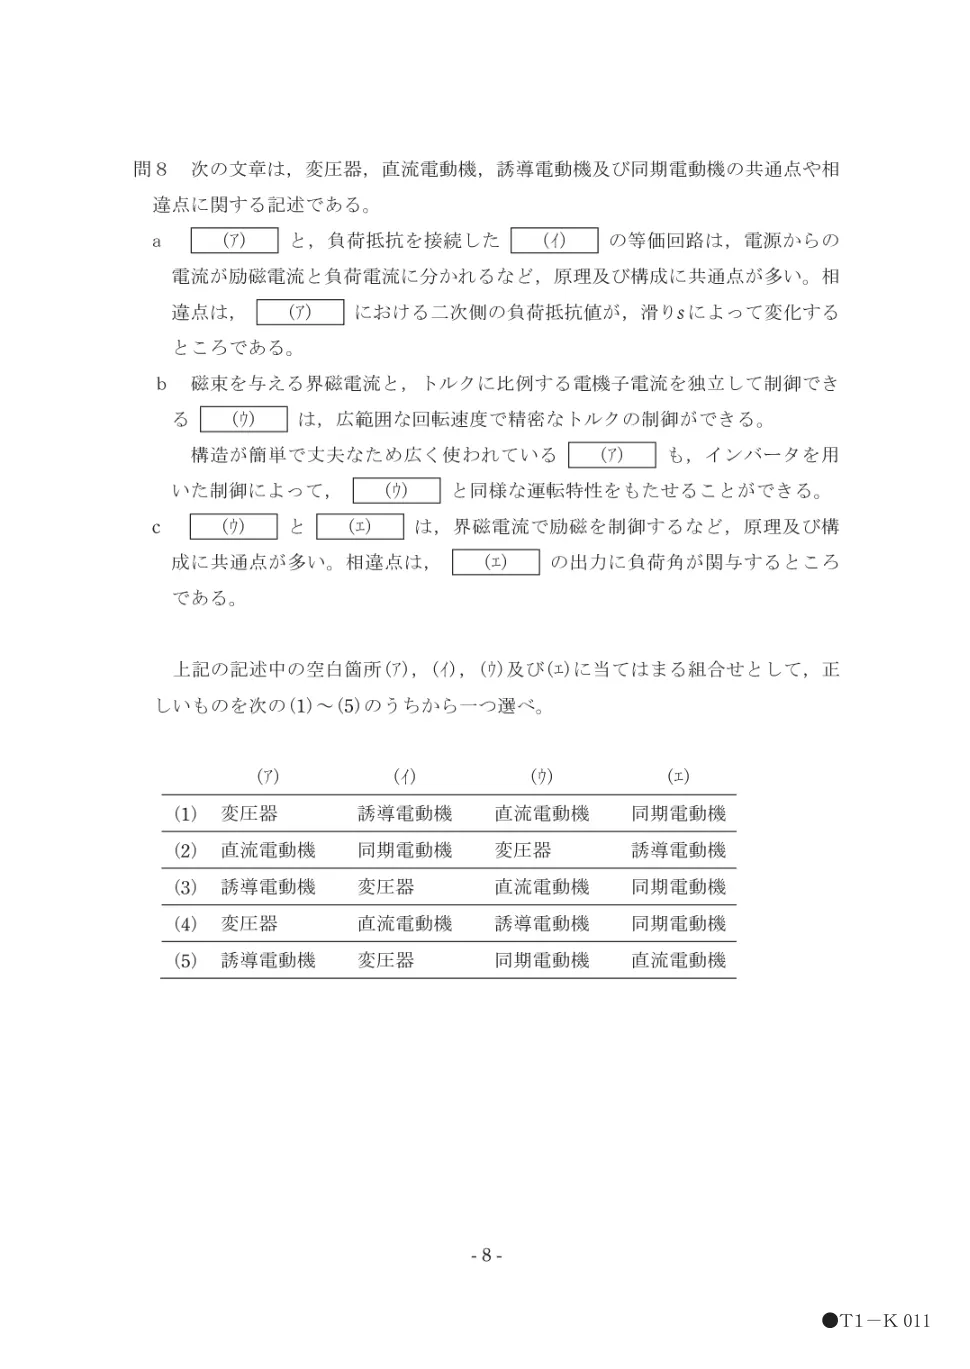 問８　次の文章は，変圧器，直流電動機，誘導電動機及び同期電動機の共通点や相
違点に関する記述である。
a　(ア)　と，負荷抵抗を接続した　(イ)　の等価回路は，電源からの
電流が励磁電流と負荷電流に分かれるなど，原理及び構成に共通点が多い。相
違点は，　(ア)　における二次側の負荷抵抗値が，滑りsによって変化する
ところである。
b　磁束を与える界磁電流と，トルクに比例する電機子電流を独立して制御でき
る　(ウ)　は，広範囲な回転速度で精密なトルクの制御ができる。
構造が簡単で丈夫なため広く使われている　(ア)　も，インバータを用
いた制御によって，　(ウ)　と同様な運転特性をもたせることができる。
c　(ウ)　と　(エ)　は，界磁電流で励磁を制御するなど，原理及び構
成に共通点が多い。相違点は，　(エ)　の出力に負荷角が関与するところ
である。
上記の記述中の空白箇所(ア)，(イ)，(ウ)及び(エ)に当てはまる組合せとして，正
しいものを次の(1)～(5)のうちから一つ選べ。
(ア)　(イ)　(ウ)　(エ)
(1)　変圧器　誘導電動機　直流電動機　同期電動機
(2)　直流電動機　同期電動機　変圧器　誘導電動機
(3)　誘導電動機　変圧器　直流電動機　同期電動機
(4)　変圧器　直流電動機　誘導電動機　同期電動機
(5)　誘導電動機　変圧器　同期電動機　直流電動機
- 8 -
●T1－K 011